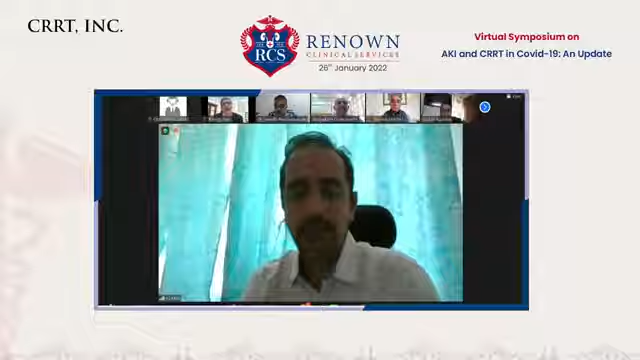 CRRT, INC.
RCS
RENOWN
CLINICAL SERVICES
26th January 2022
Virtual Symposium on
AKI and CRRT in Covid-19: An Update